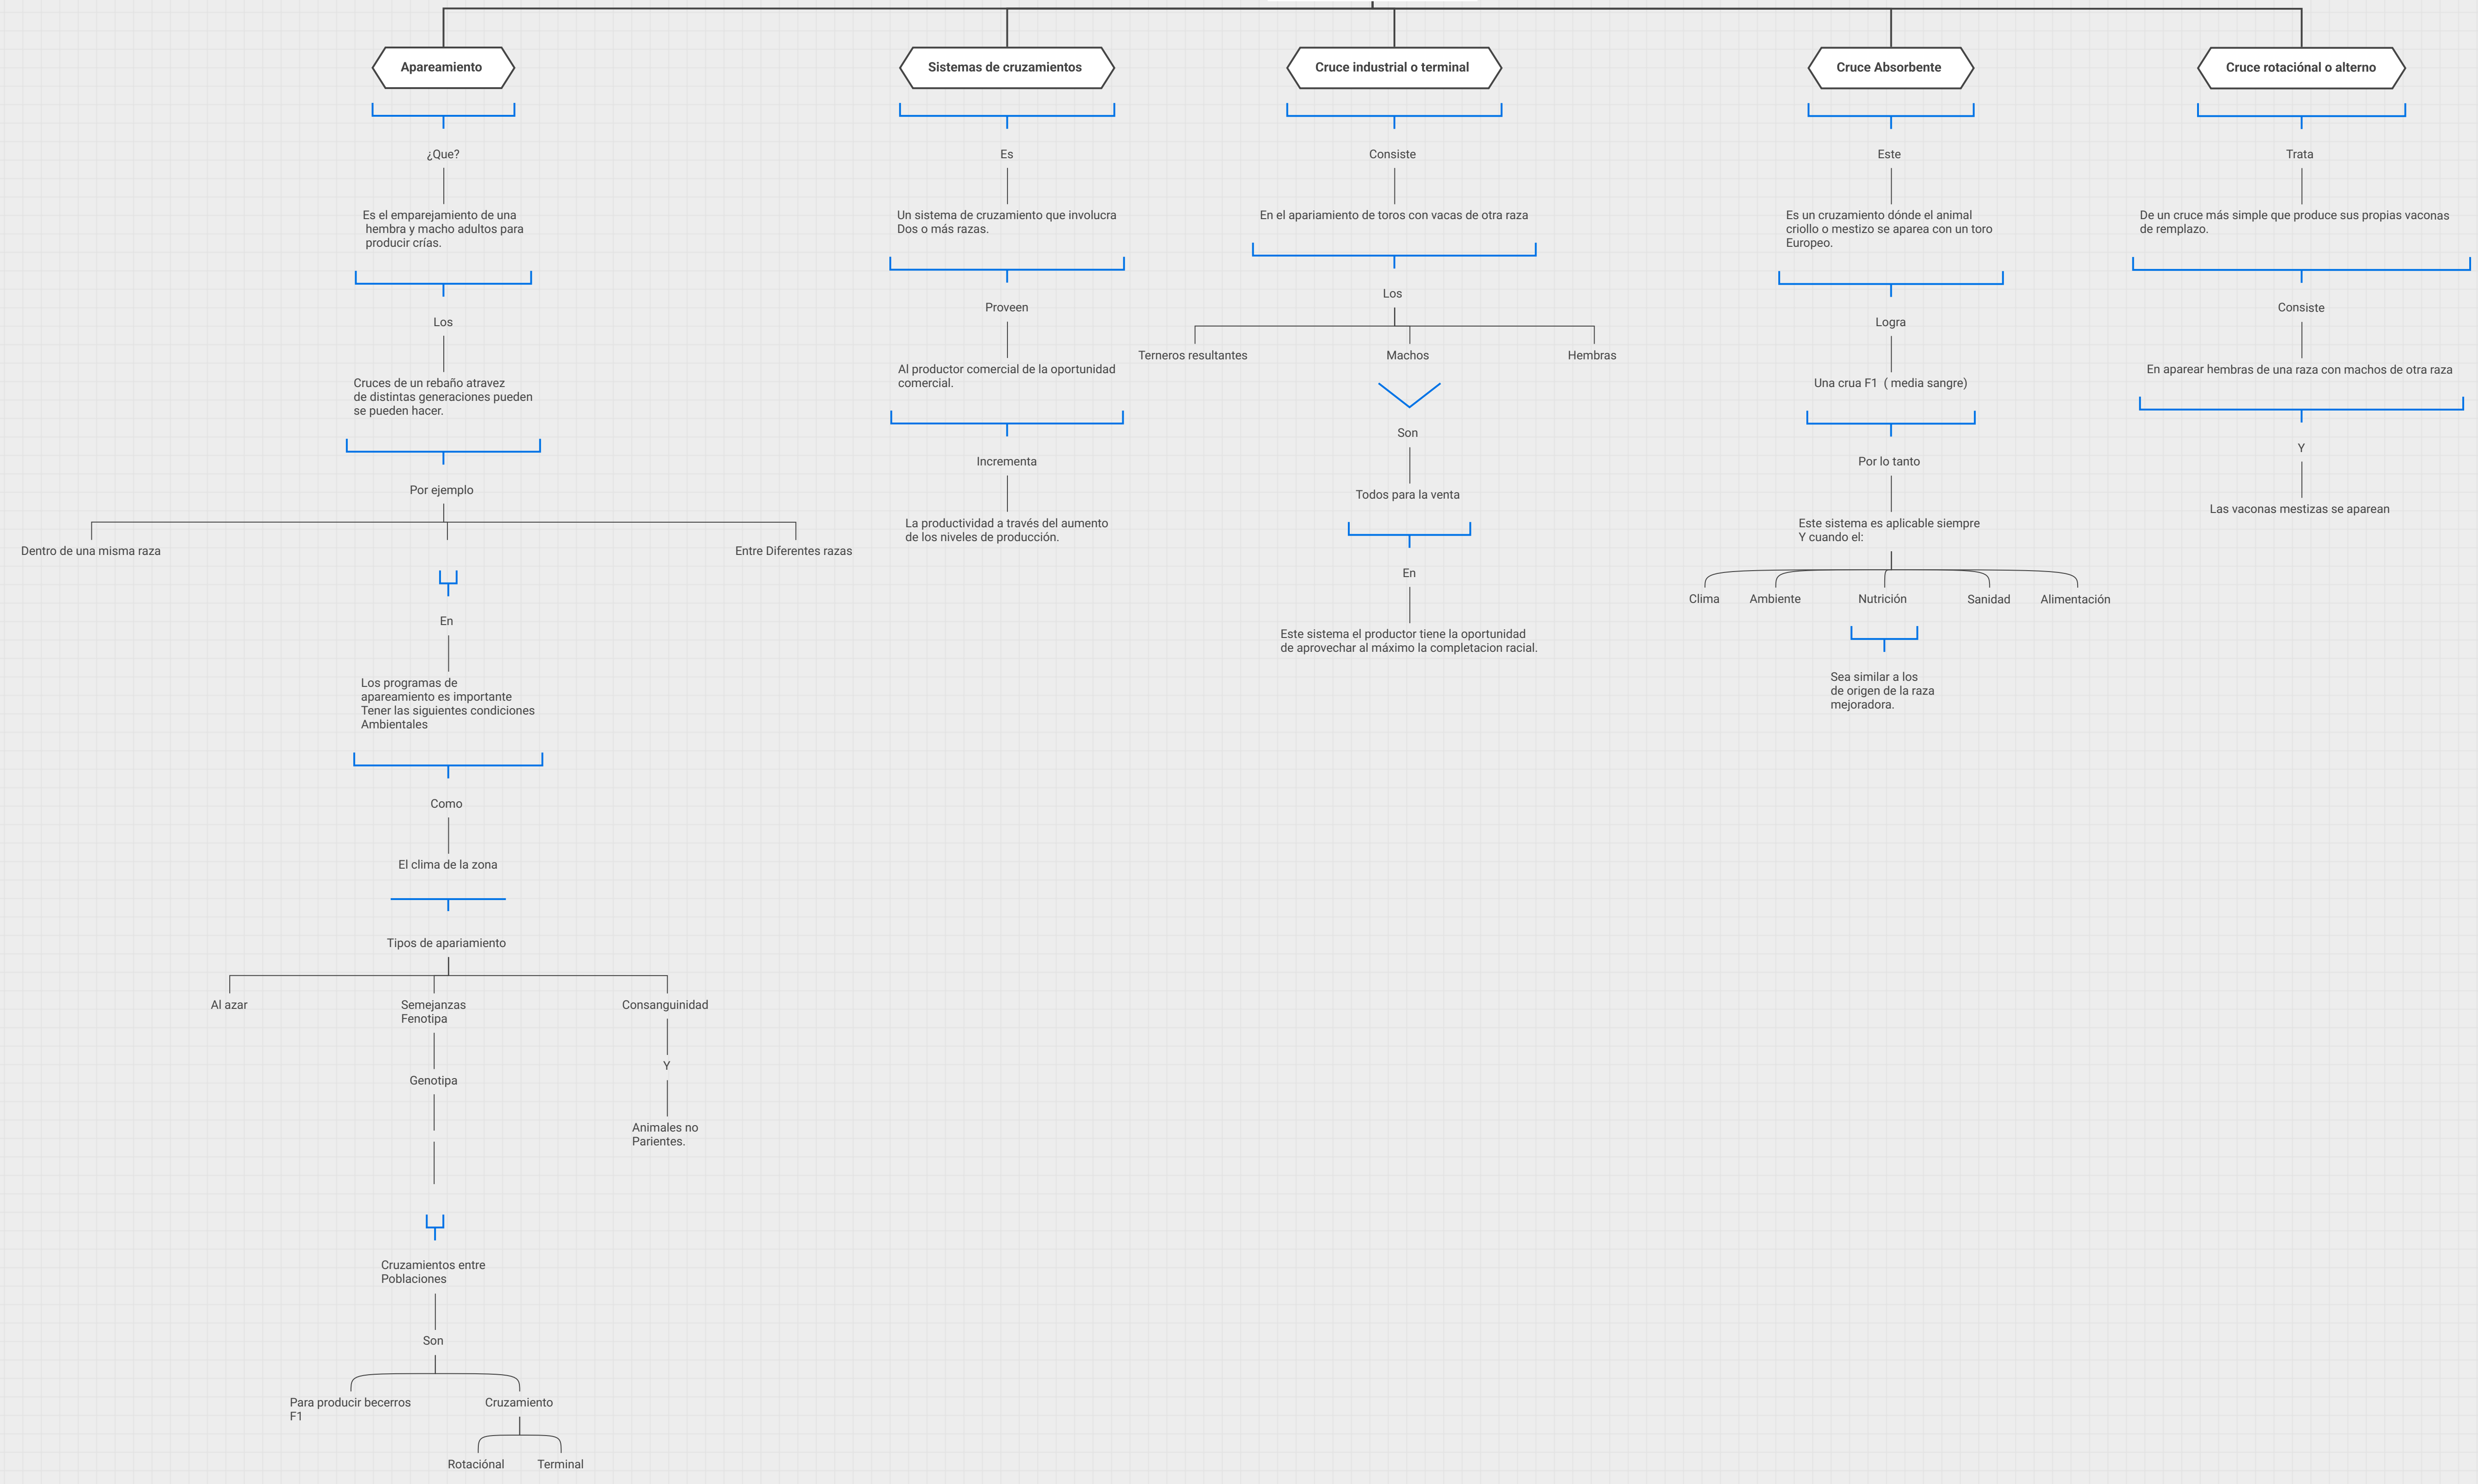 Apareamiento
¿Que?
Es el emparejamiento de una
hembra y macho adultos para
producir crías.
Los
Cruces de un rebaño atravez
de distintas generaciones pueden
se pueden hacer.
Por ejemplo
Dentro de una misma raza
Entre Diferentes razas
En
Los programas de
apareamiento es importante
Tener las siguientes condiciones
Ambientales
Como
El clima de la zona
Tipos de apariamiento
Al azar
Semejanzas
Fenotipa
Genotipa
Consanguinidad
Y
Animales no
Parientes.
Cruzamientos entre
Poblaciones
Son
Para producir becerros
F1
Cruzamiento
Rotaciónal
Terminal
Sistemas de cruzamientos
Es
Un sistema de cruzamiento que involucra
Dos o más razas.
Proveen
Al productor comercial de la oportunidad
comercial.
Incrementa
La productividad a través del aumento
de los niveles de producción.
Cruce industrial o terminal
Consiste
En el apariamiento de toros con vacas de otra raza
Los
Terneros resultantes
Machos
Hembras
Son
Todos para la venta
En
Este sistema el productor tiene la oportunidad
de aprovechar al máximo la completacion racial.
Cruce Absorbente
Este
Es un cruzamiento dónde el animal
criollo o mestizo se aparea con un toro
Europeo.
Logra
Una crua F1 ( media sangre)
Por lo tanto
Este sistema es aplicable siempre
Y cuando el:
Clima
Ambiente
Nutrición
Sanidad
Alimentación
Sea similar a los
de origen de la raza
mejoradora.
Cruce rotaciónal o alterno
Trata
De un cruce más simple que produce sus propias vaconas
de remplazo.
Consiste
En aparear hembras de una raza con machos de otra raza
Y
Las vaconas mestizas se aparean